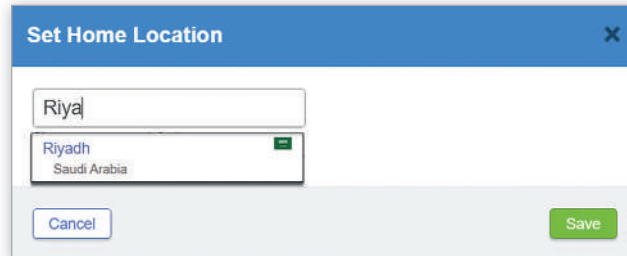 Set Home Location
Riya
Riyadh
Saudi Arabia
Cancel
Save